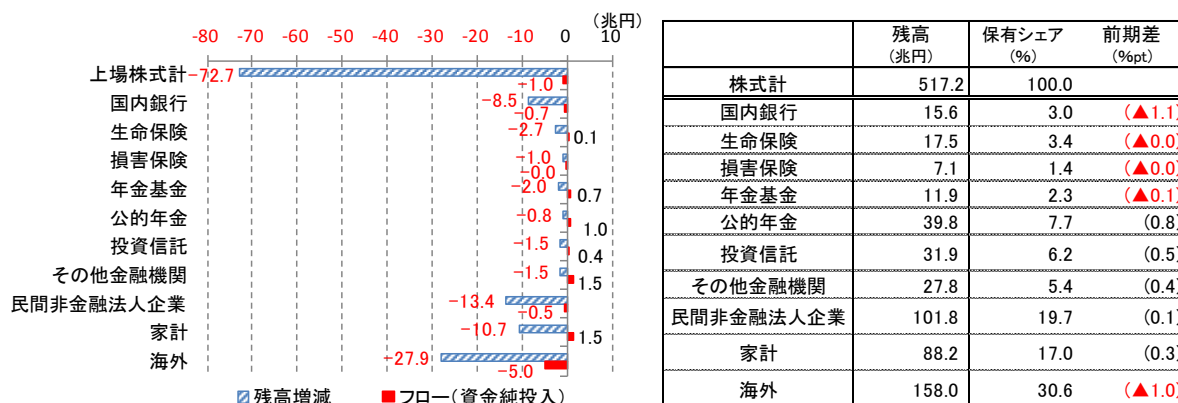 (兆円)
-80 -70 -60 -50 -40 -30 -20 -10 0 10
上場株式計 -72.7 -1.0
国内銀行 -8.5 -0.7
生命保険 -2.7 0.1
損害保険 -1.0 -0.0
年金基金 -2.0 0.7
公的年金 -0.8 1.0
投資信託 -1.5 0.4
その他金融機関 -1.5 1.5
民間非金融法人企業 -13.4 -0.5
家計 -10.7 1.5
海外 -27.9 -5.0
残高増減 フロー(資金純投入)
残高 保有シェア 前期差
(兆円) (%) (%pt)
株式計 517.2 100.0
国内銀行 15.6 3.0 (▲1.1)
生命保険 17.5 3.4 (▲0.0)
損害保険 7.1 1.4 (▲0.0)
年金基金 11.9 2.3 (▲0.1)
公的年金 39.8 7.7 (0.8)
投資信託 31.9 6.2 (0.5)
その他金融機関 27.8 5.4 (0.4)
民間非金融法人企業 101.8 19.7 (0.1)
家計 88.2 17.0 (0.3)
海外 158.0 30.6 (▲1.0)